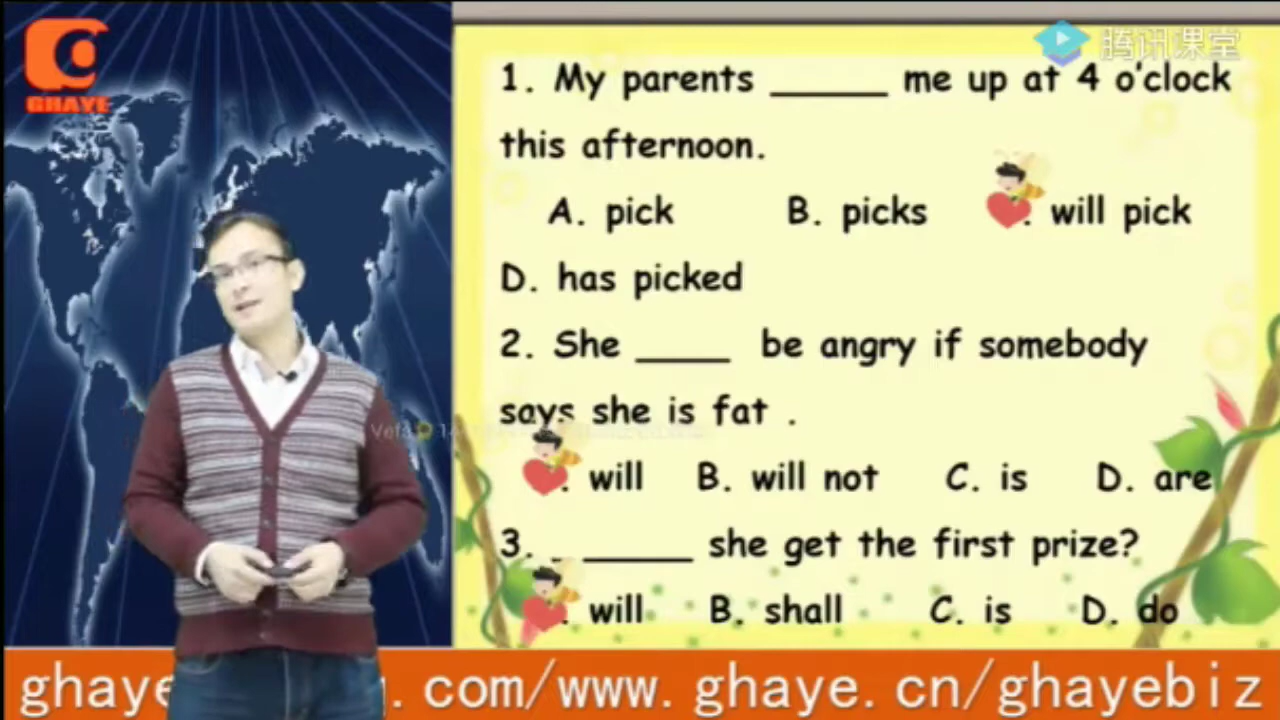 GHAYE
腾讯课堂
1. My parents _____ me up at 4 o'clock
this afternoon.
A. pick B. picks . will pick
D. has picked
2. She ____ be angry if somebody
says she is fat .
. will B. will not C. is D. are
3. . _____ she get the first prize?
. will B. shall C. is D. do
ghaye .com/www.ghaye.cn/ghayebiz